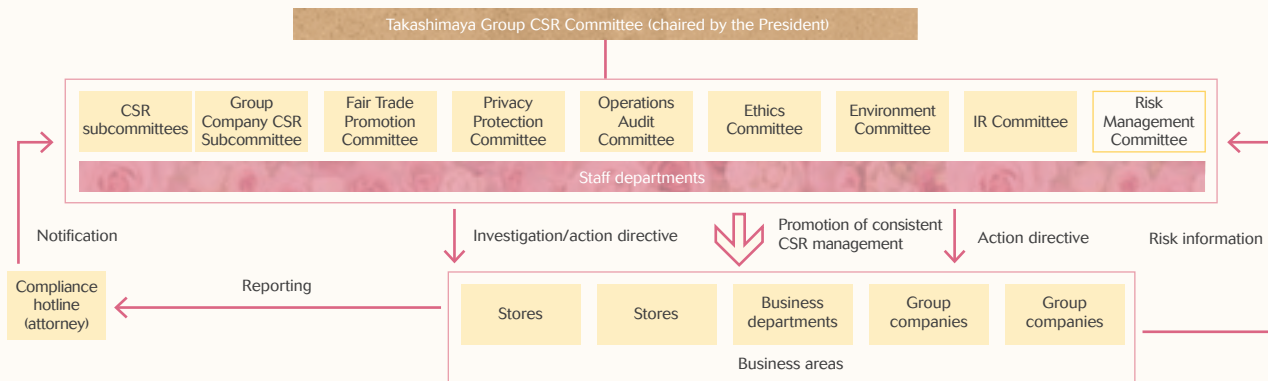 Takashimaya Group CSR Committee (chaired by the President)
CSR
subcommittees
Group
Company CSR
Subcommittee
Fair Trade
Promotion
Committee
Privacy
Protection
Committee
Operations
Audit
Committee
Ethics
Committee
Environment
Committee
IR Committee
Risk
Management
Committee
Staff departments
Notification
Investigation/action directive
Promotion of consistent
CSR management
Action directive
Risk information
Compliance
hotline
(attorney)
Reporting
Stores
Stores
Business
departments
Group
companies
Group
companies
Business areas